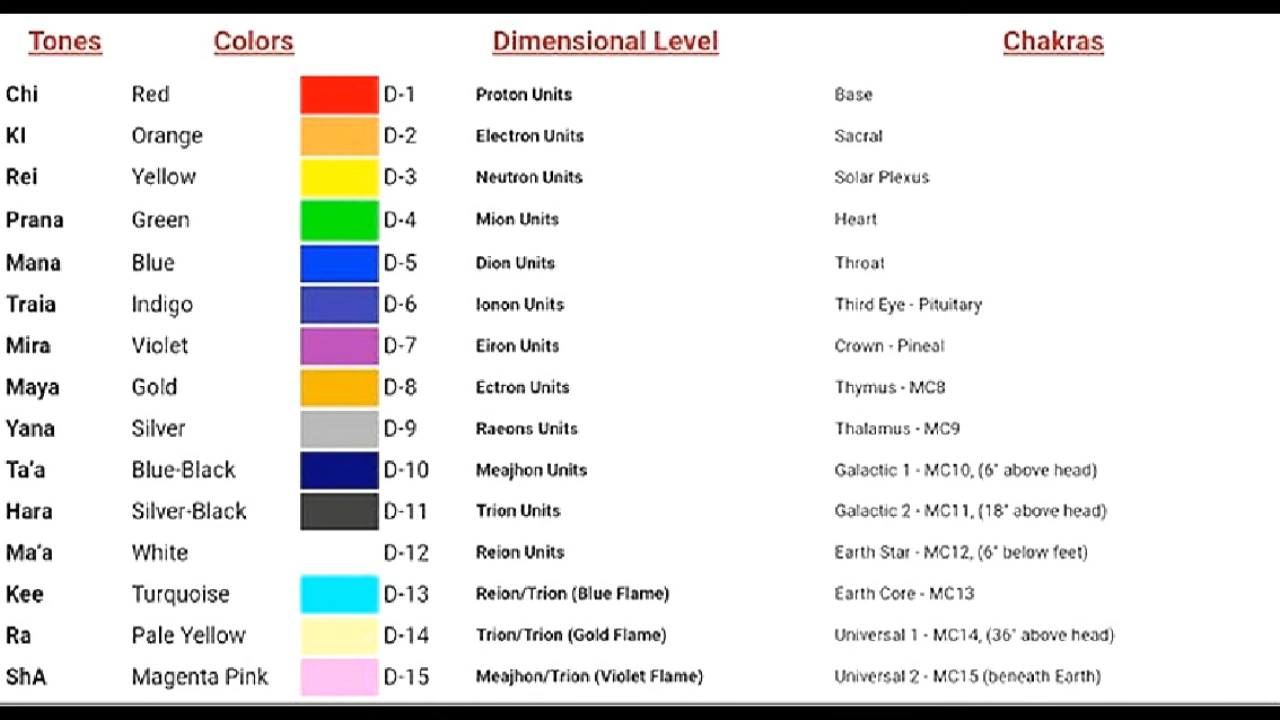 Tones Colors Dimensional Level Chakras
Chi Red D-1 Proton Units Base
KI Orange D-2 Electron Units Sacral
Rei Yellow D-3 Neutron Units Solar Plexus
Prana Green D-4 Mion Units Heart
Mana Blue D-5 Dion Units Throat
Traia Indigo D-6 Ionon Units Third Eye - Pituitary
Mira Violet D-7 Eiron Units Crown - Pineal
Maya Gold D-8 Ectron Units Thymus - MC8
Yana Silver D-9 Raeons Units Thalamus - MC9
Ta'a Blue-Black D-10 Meajhon Units Galactic 1 - MC10, (6" above head)
Hara Silver-Black D-11 Trion Units Galactic 2 - MC11, (18" above head)
Ma'a White D-12 Reion Units Earth Star - MC12, (6" below feet)
Kee Turquoise D-13 Reion/Trion (Blue Flame) Earth Core - MC13
Ra Pale Yellow D-14 Trion/Trion (Gold Flame) Universal 1 - MC14, (36" above head)
ShA Magenta Pink D-15 Meajhon/Trion (Violet Flame) Universal 2 - MC15 (beneath Earth)